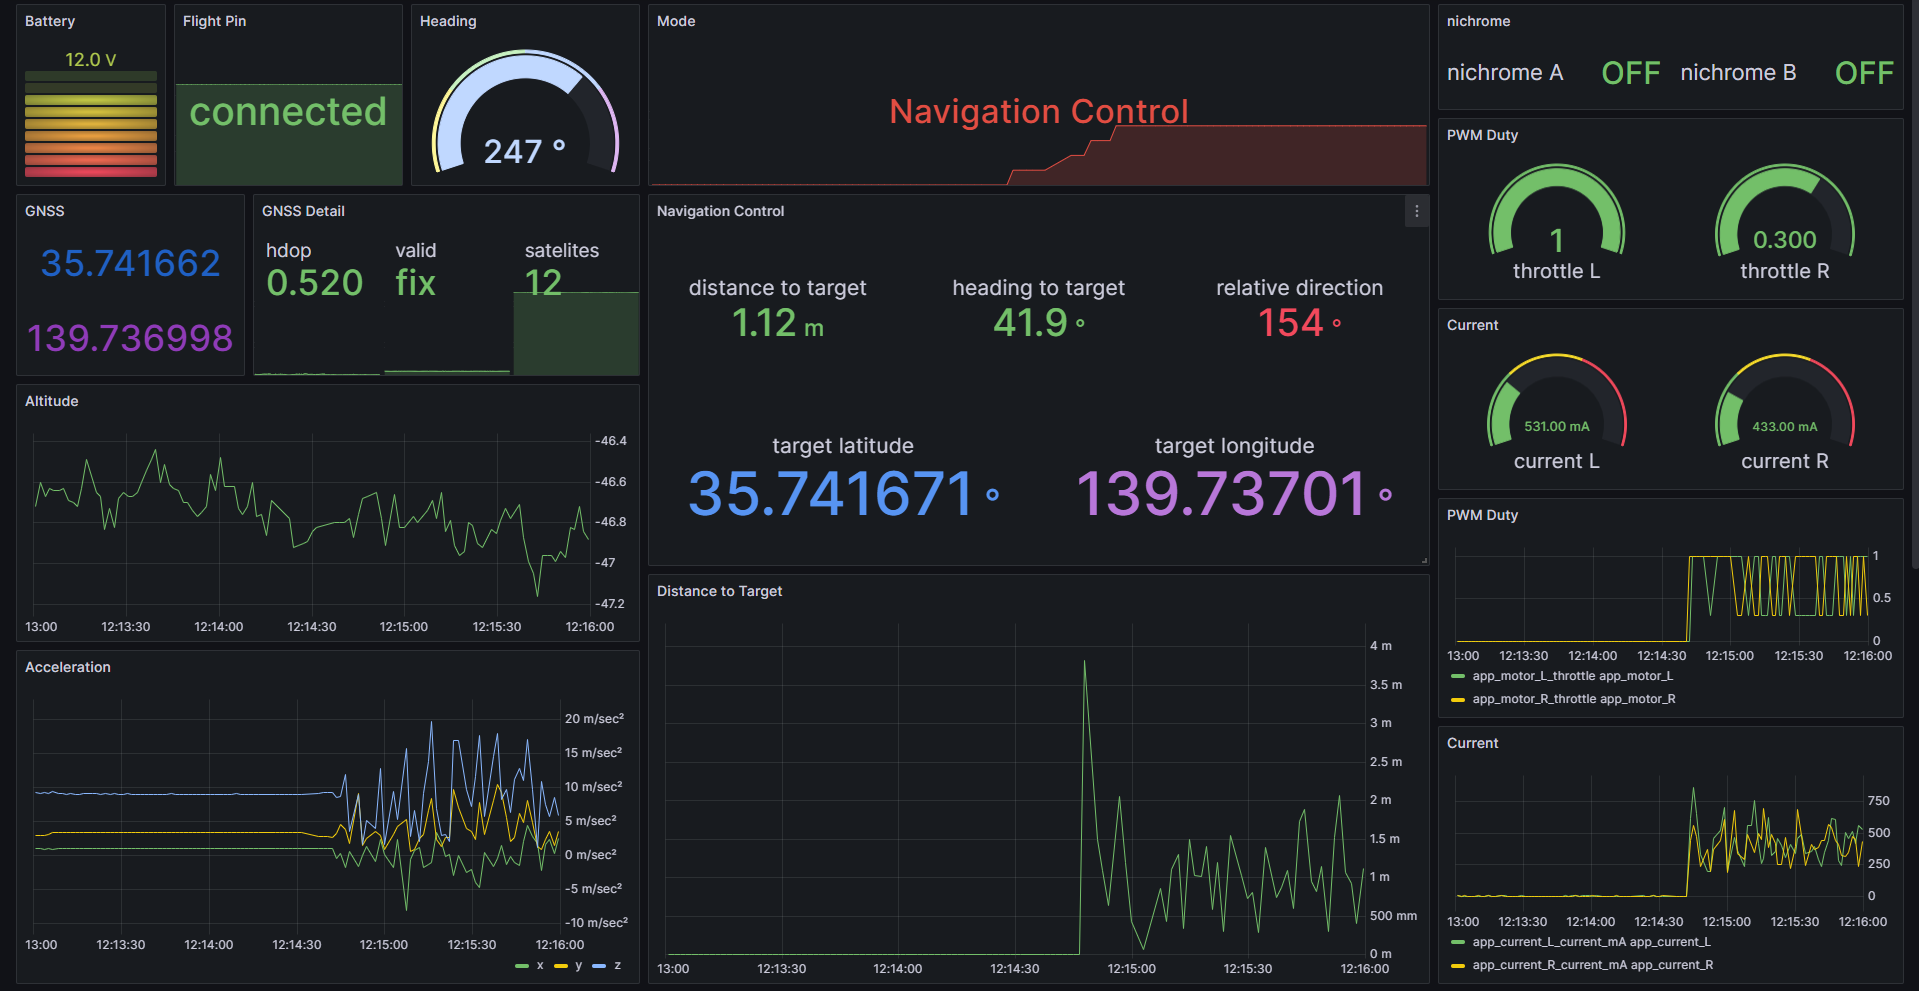 Battery
12.0 V
Flight Pin
connected
Heading
247 °
Mode
Navigation Control
nichrome
nichrome A OFF nichrome B OFF
PWM Duty
1 0.300
throttle L throttle R
GNSS
35.741662
139.736998
GNSS Detail
hdop valid satelites
0.520 fix 12
Navigation Control
distance to target heading to target relative direction
1.12 m 41.9 ° 154 °
target latitude target longitude
35.741671 ° 139.73701 °
Current
531.00 mA 433.00 mA
current L current R
Altitude
-46.4
-46.6
-46.8
-47
-47.2
13:00 12:13:30 12:14:00 12:14:30 12:15:00 12:15:30 12:16:00
Acceleration
20 m/sec²
15 m/sec²
10 m/sec²
5 m/sec²
0 m/sec²
-5 m/sec²
-10 m/sec²
13:00 12:13:30 12:14:00 12:14:30 12:15:00 12:15:30 12:16:00
x y z
Distance to Target
4 m
3.5 m
3 m
2.5 m
2 m
1.5 m
1 m
500 mm
0 m
13:00 12:13:30 12:14:00 12:14:30 12:15:00 12:15:30 12:16:00
PWM Duty
1
0.5
0
13:00 12:13:30 12:14:00 12:14:30 12:15:00 12:15:30 12:16:00
app_motor_L_throttle app_motor_L
app_motor_R_throttle app_motor_R
Current
750
500
250
0
13:00 12:13:30 12:14:00 12:14:30 12:15:00 12:15:30 12:16:00
app_current_L_current_mA app_current_L
app_current_R_current_mA app_current_R